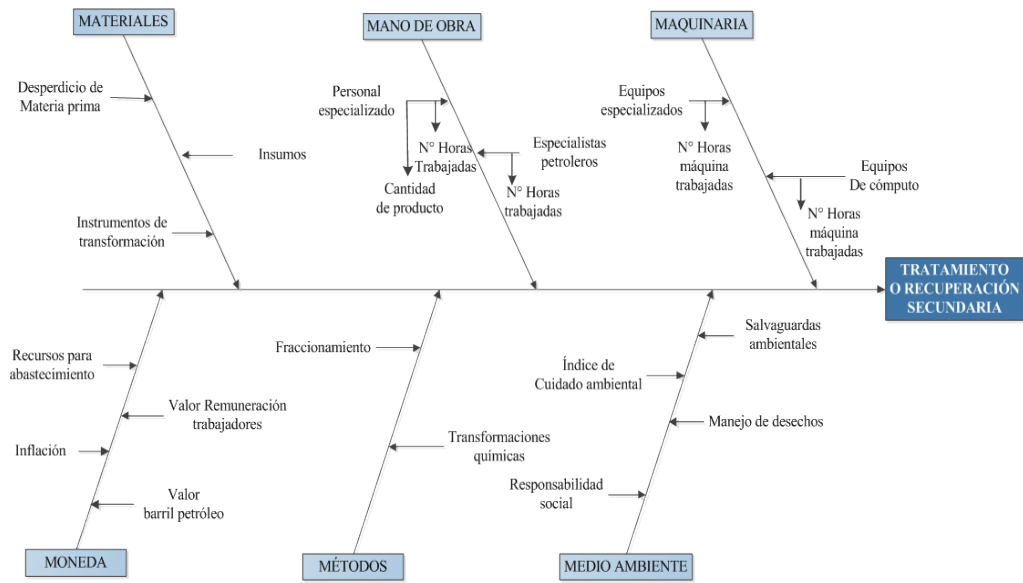 MATERIALES
MANO DE OBRA
MAQUINARIA
Desperdicio de
Materia prima
Insumos
Instrumentos de
transformación
Personal
especializado
N° Horas
Trabajadas
Cantidad
de producto
Especialistas
petroleros
N° Horas
trabajadas
Equipos
especializados
N° Horas
máquina
trabajadas
Equipos
De cómputo
N° Horas
máquina
trabajadas
TRATAMIENTO
O RECUPERACIÓN
SECUNDARIA
Recursos para
abastecimiento
Valor Remuneración
trabajadores
Inflación
Valor
barril petróleo
Fraccionamiento
Transformaciones
químicas
Salvaguardas
ambientales
Índice de
Cuidado ambiental
Manejo de desechos
Responsabilidad
social
MONEDA
MÉTODOS
MEDIO AMBIENTE